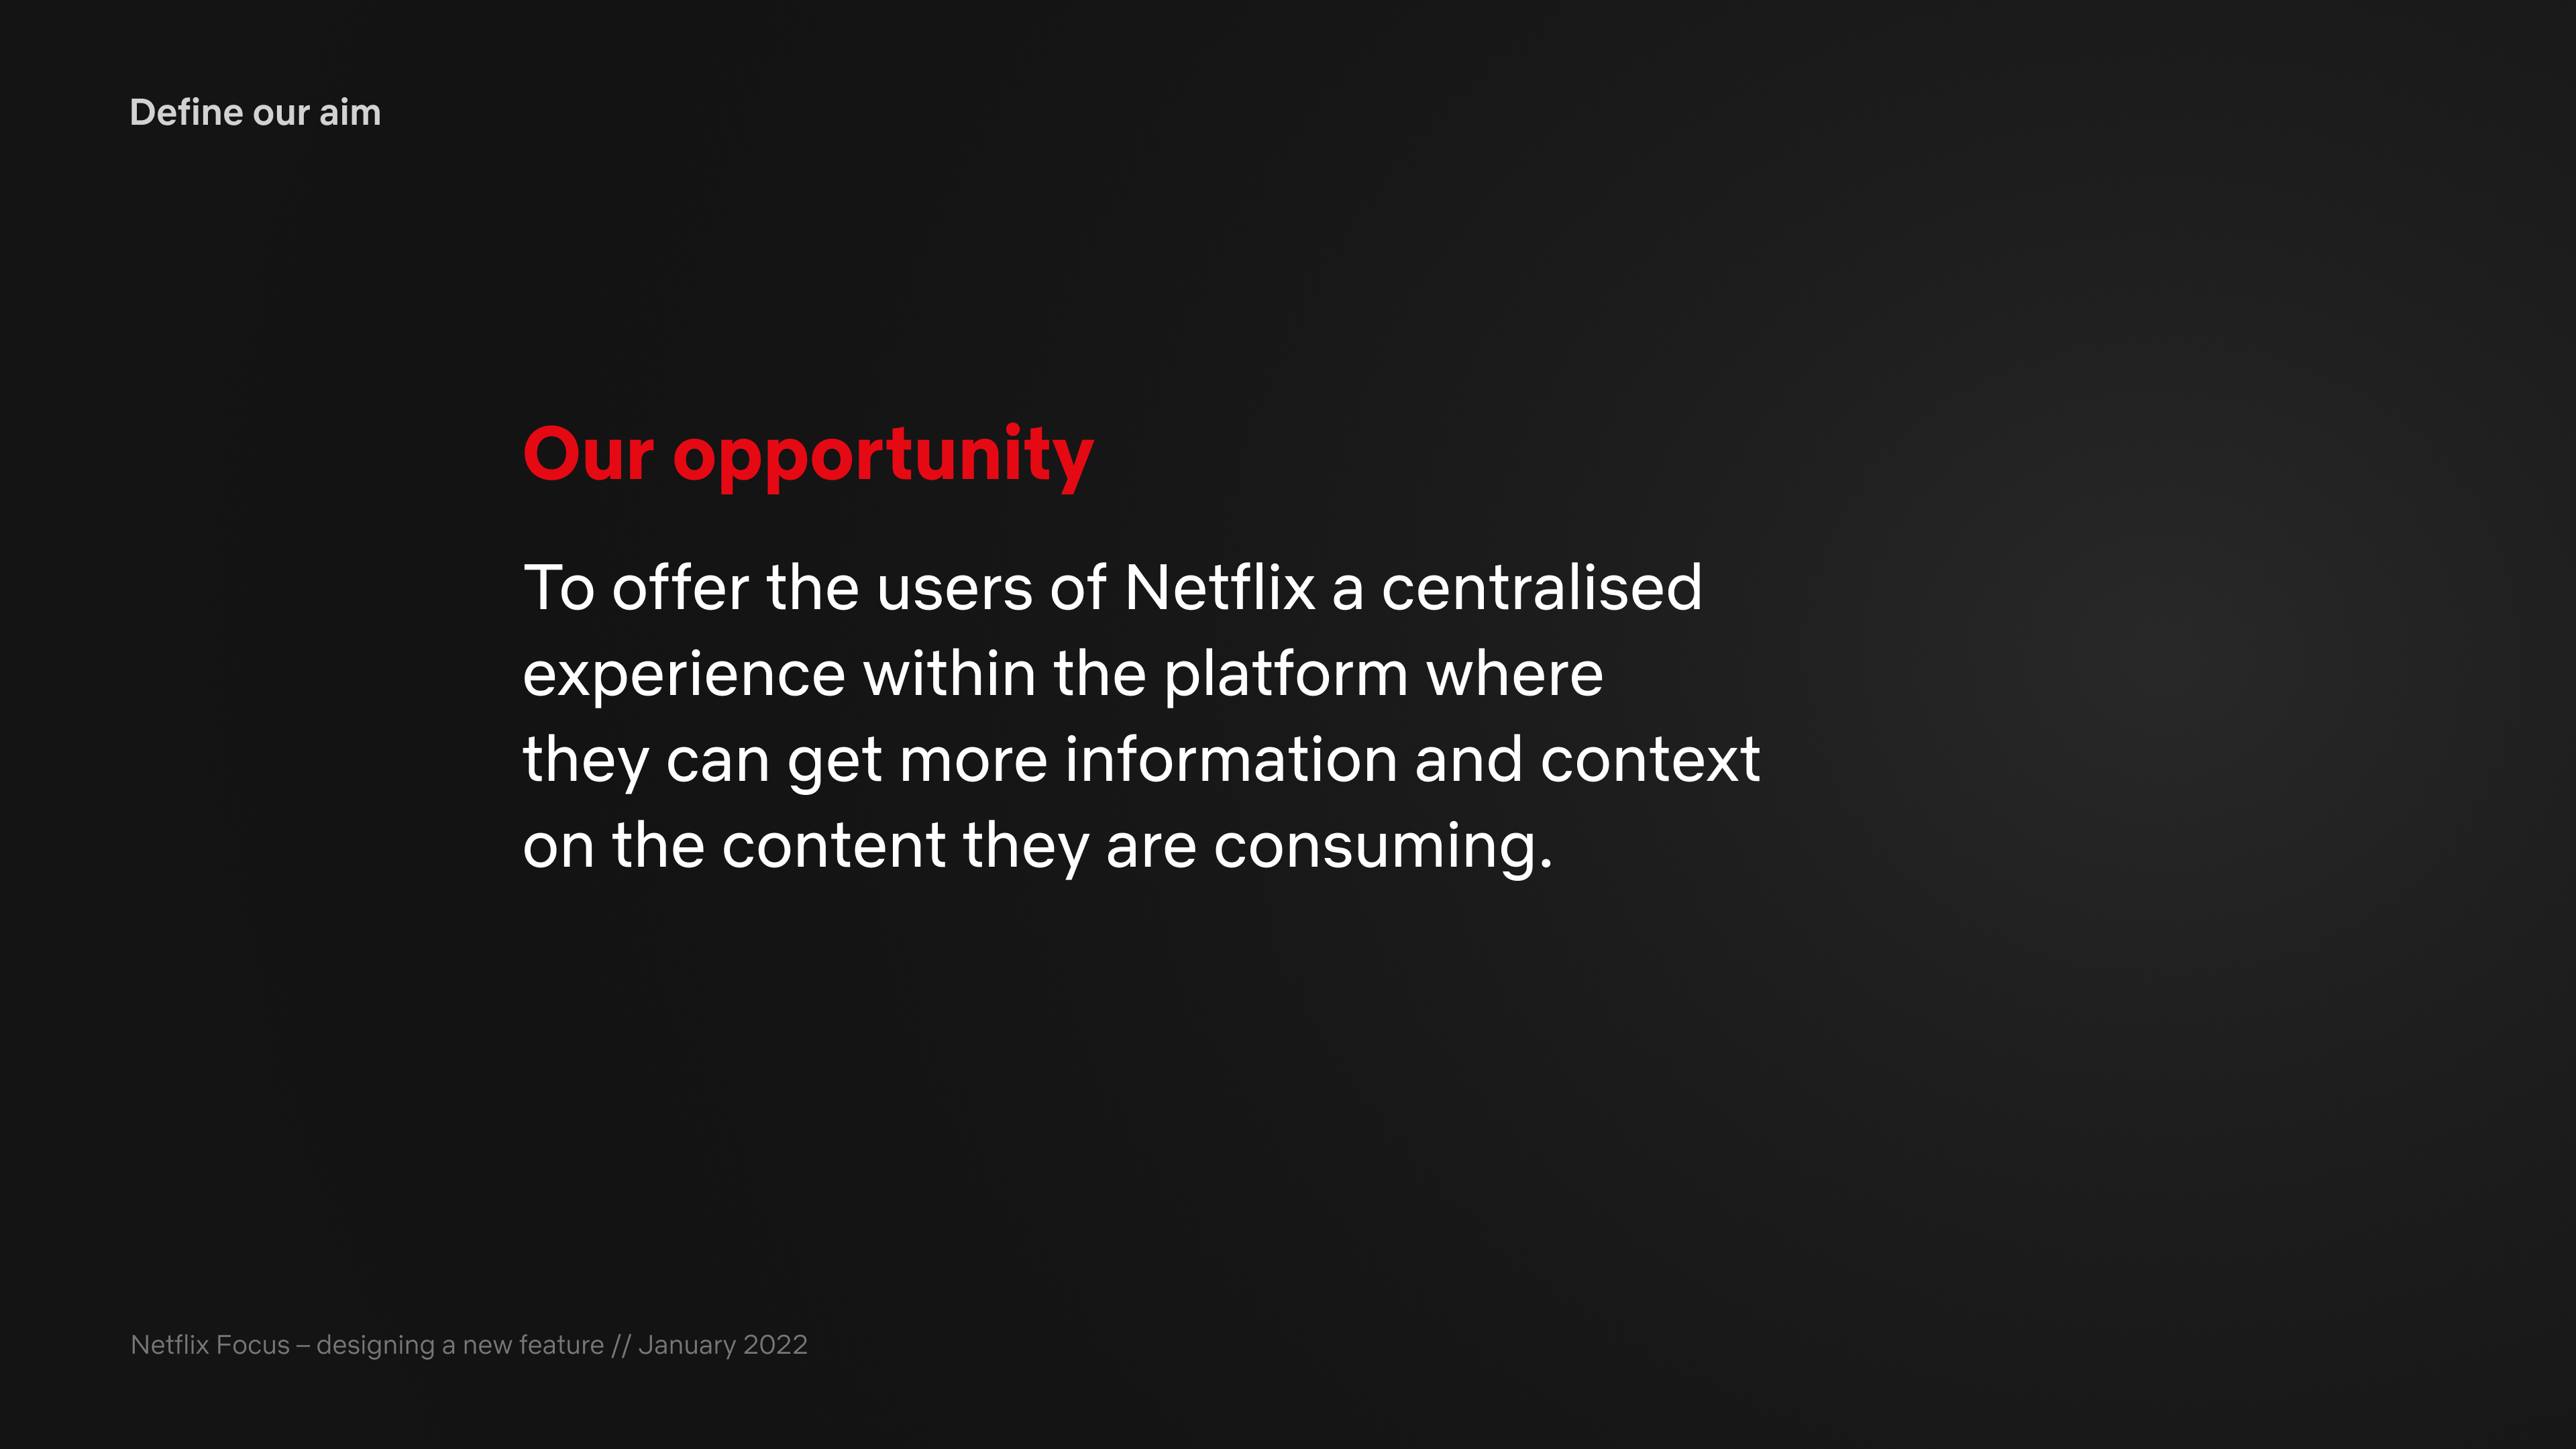 Define our aim
Our opportunity
To offer the users of Netflix a centralised
experience within the platform where
they can get more information and context
on the content they are consuming.
Netflix Focus – designing a new feature // January 2022